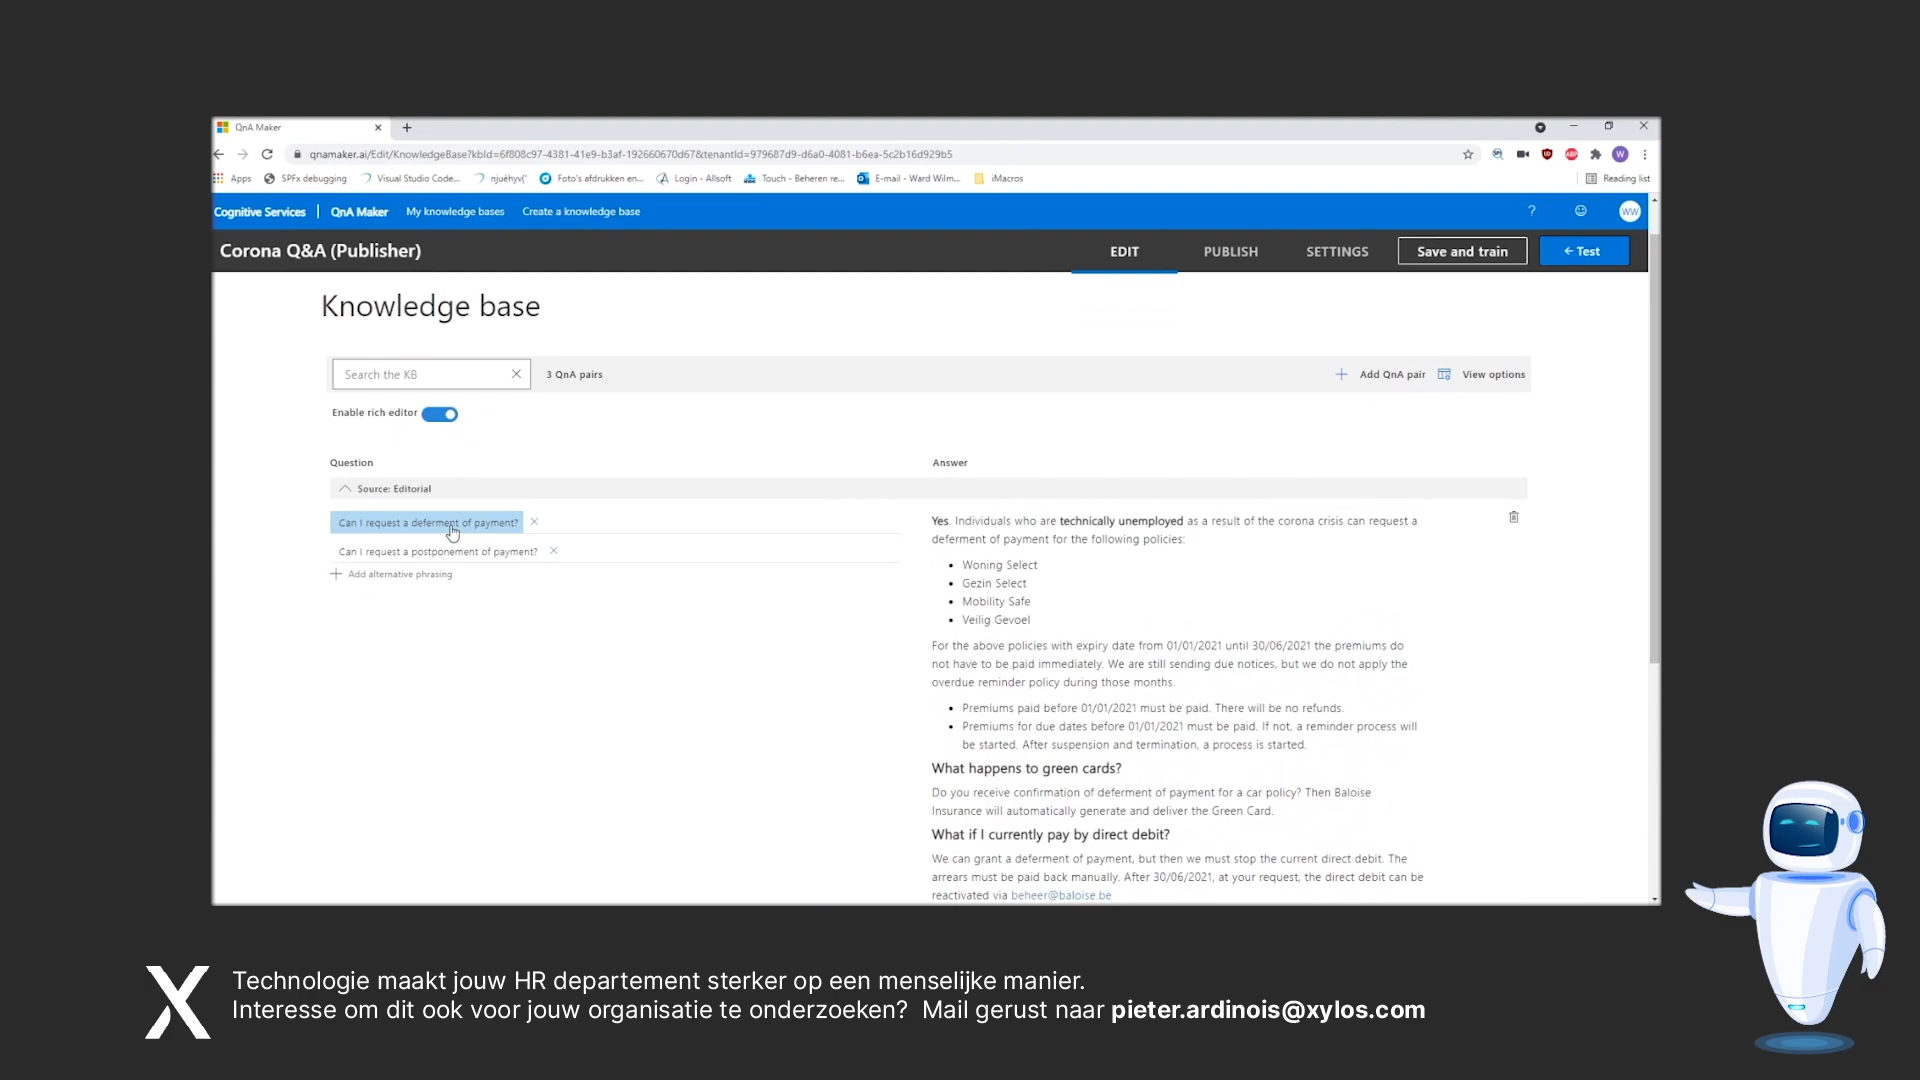 QnA Maker
qnamaker.ai/Edit/KnowledgeBase?kbId=6f808c97-4381-41e9-b3af-192660670d67&tenantId=979687d9-d6a0-4081-b6ea-5c2b16d929b5
Apps SPFx debugging Visual Studio Code... njuëhyv(' Foto's afdrukken en... Login - Allsoft Touch - Beheren re... E-mail - Ward Wilm... iMacros Reading list
Cognitive Services | QnA Maker My knowledge bases Create a knowledge base ? WW
Corona Q&A (Publisher) EDIT PUBLISH SETTINGS Save and train ← Test
Knowledge base
Search the KB 3 QnA pairs Add QnA pair View options
Enable rich editor
Question Answer
Source: Editorial
Can I request a deferment of payment?
Can I request a postponement of payment?
Add alternative phrasing
Yes. Individuals who are technically unemployed as a result of the corona crisis can request a
deferment of payment for the following policies:
• Woning Select
• Gezin Select
• Mobility Safe
• Veilig Gevoel
For the above policies with expiry date from 01/01/2021 until 30/06/2021 the premiums do
not have to be paid immediately. We are still sending due notices, but we do not apply the
overdue reminder policy during those months.
• Premiums paid before 01/01/2021 must be paid. There will be no refunds.
• Premiums for due dates before 01/01/2021 must be paid. If not, a reminder process will
be started. After suspension and termination, a process is started.
What happens to green cards?
Do you receive confirmation of deferment of payment for a car policy? Then Baloise
Insurance will automatically generate and deliver the Green Card.
What if I currently pay by direct debit?
We can grant a deferment of payment, but then we must stop the current direct debit. The
arrears must be paid back manually. After 30/06/2021, at your request, the direct debit can be
reactivated via beheer@baloise.be
X
Technologie maakt jouw HR departement sterker op een menselijke manier.
Interesse om dit ook voor jouw organisatie te onderzoeken? Mail gerust naar pieter.ardinois@xylos.com